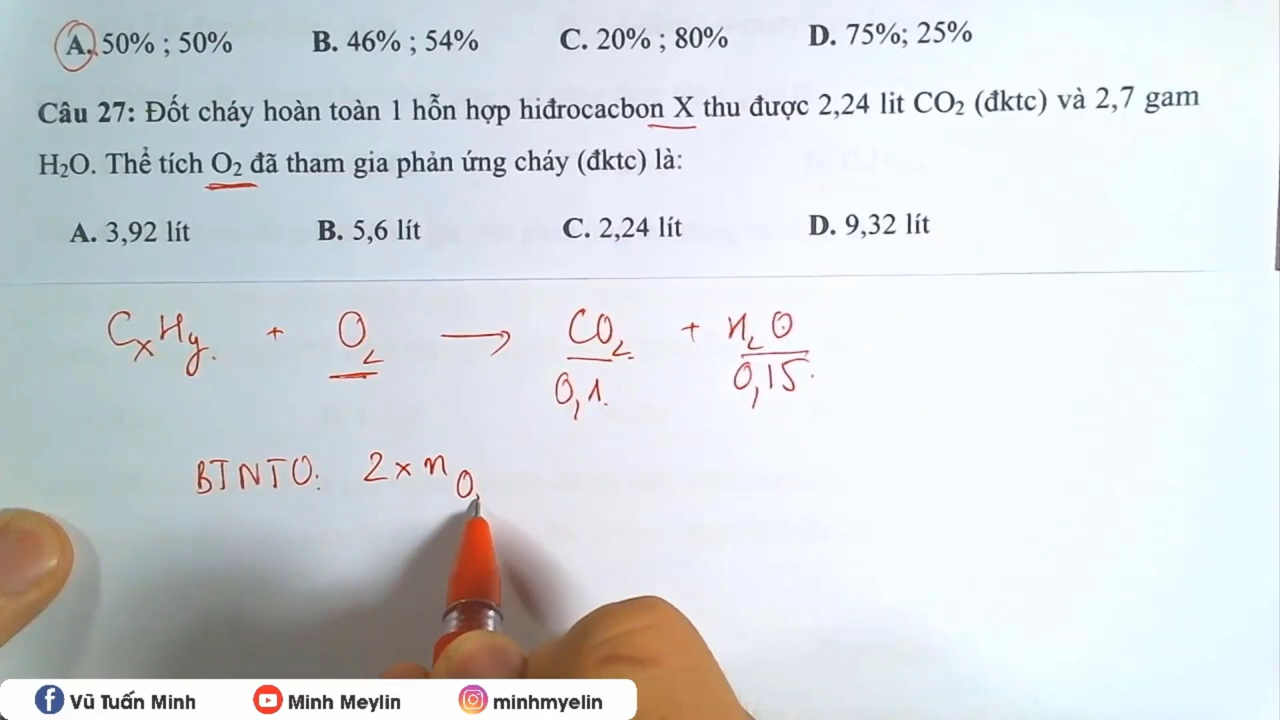 A. 50% ; 50% B. 46% ; 54% C. 20% ; 80% D. 75%; 25%
Câu 27: Đốt cháy hoàn toàn 1 hỗn hợp hiđrocacbon X thu được 2,24 lit CO₂ (đktc) và 2,7 gam
H₂O. Thể tích O₂ đã tham gia phản ứng cháy (đktc) là:
A. 3,92 lít B. 5,6 lít C. 2,24 lít D. 9,32 lít
CₓHy + O₂ → CO₂ + H₂O
0,1 0,15
BTNTO: 2 × n O
Vũ Tuấn Minh Minh Meylin minhmyelin